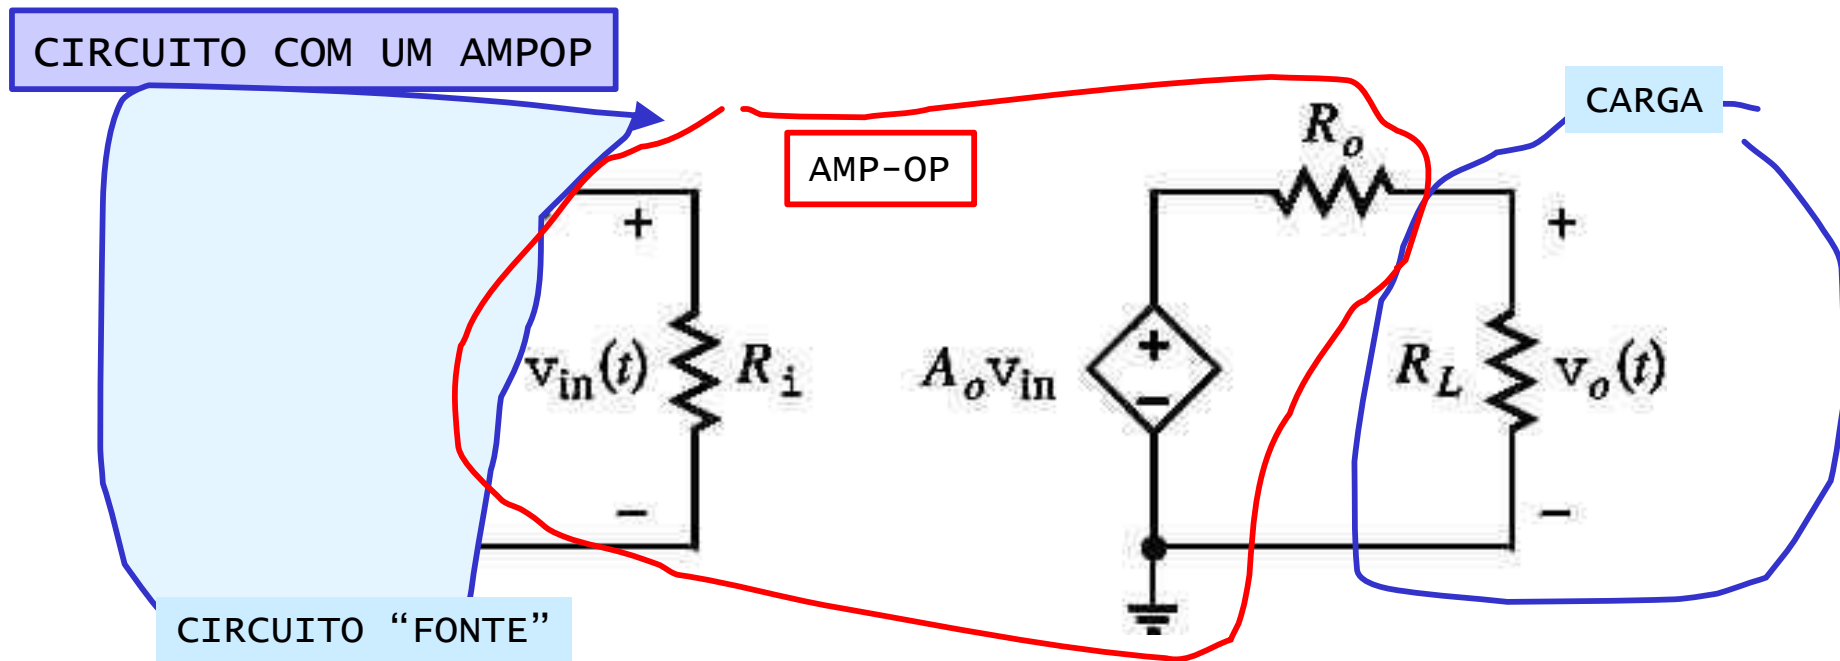 CIRCUITO COM UM AMPOP
CARGA
AMP-OP
R_o
+
+
v_in(t)
R_i
A_o v_in
+
−
R_L
v_o(t)
−
−
CIRCUITO “FONTE”